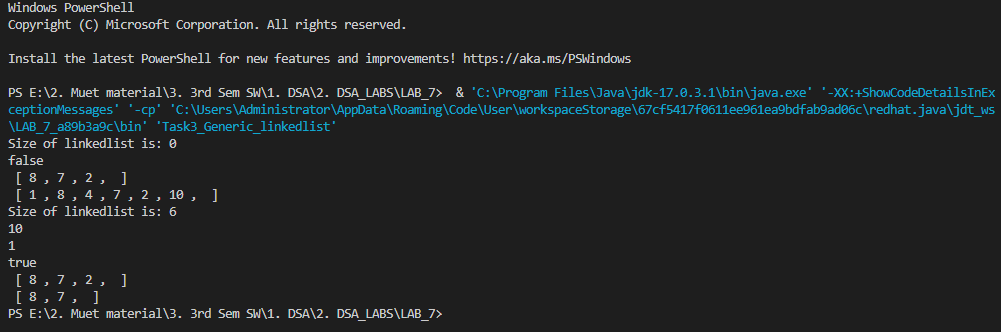 Windows PowerShell
Copyright (C) Microsoft Corporation. All rights reserved.
Install the latest PowerShell for new features and improvements! https://aka.ms/PSWindows
PS E:\2. Muet material\3. 3rd Sem SW\1. DSA\2. DSA_LABS\LAB_7>  & 'C:\Program Files\Java\jdk-17.0.3.1\bin\java.exe' '-XX:+ShowCodeDetailsInEx
ceptionMessages' '-cp' 'C:\Users\Administrator\AppData\Roaming\Code\User\workspaceStorage\67cf5417f0611ee961ea9bdfab9ad06c\redhat.java\jdt_ws
\LAB_7_a89b3a9c\bin' 'Task3_Generic_linkedlist'
Size of linkedlist is: 0
false
[ 8 , 7 , 2 ,  ]
[ 1 , 8 , 4 , 7 , 2 , 10 ,  ]
Size of linkedlist is: 6
10
1
true
[ 8 , 7 , 2 ,  ]
[ 8 , 7 ,  ]
PS E:\2. Muet material\3. 3rd Sem SW\1. DSA\2. DSA_LABS\LAB_7>